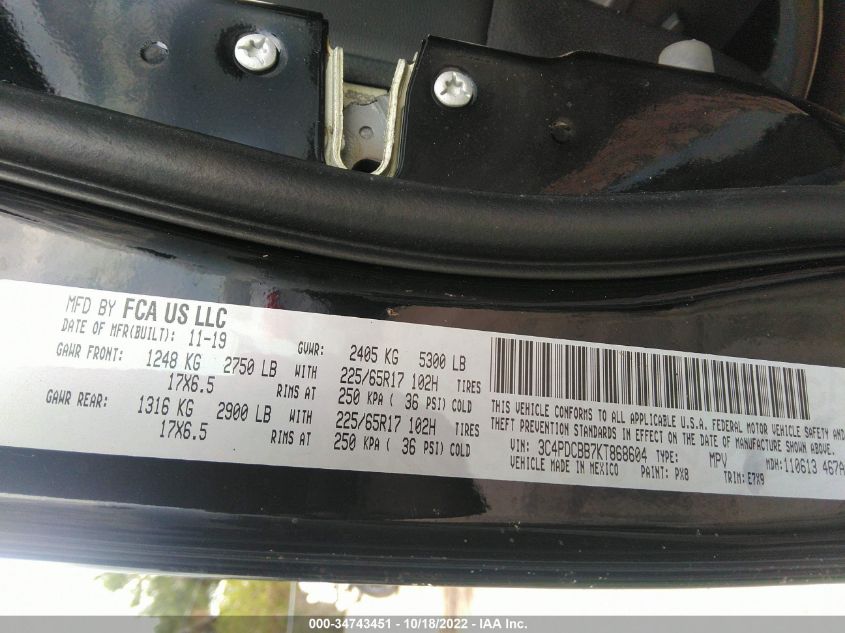 MFD BY FCA US LLC
DATE OF MFR(BUILT): 11-19 GVWR: 2405 KG 5300 LB
GAWR FRONT: 1248 KG 2750 LB WITH 225/65R17 102H TIRES
17X6.5 RIMS AT 250 KPA ( 36 PSI) COLD
GAWR REAR: 1316 KG 2900 LB WITH 225/65R17 102H TIRES
17X6.5 RIMS AT 250 KPA ( 36 PSI) COLD
THIS VEHICLE CONFORMS TO ALL APPLICABLE U.S.A. FEDERAL MOTOR VEHICLE SAFETY AND
THEFT PREVENTION STANDARDS IN EFFECT ON THE DATE OF MANUFACTURE SHOWN ABOVE.
VIN: 3C4PDCBB7KT868604 TYPE: MPV MDH: 110613 467A
VEHICLE MADE IN MEXICO PAINT: PX8 TRIM: E7X9
000-34743451 - 10/18/2022 - IAA Inc.